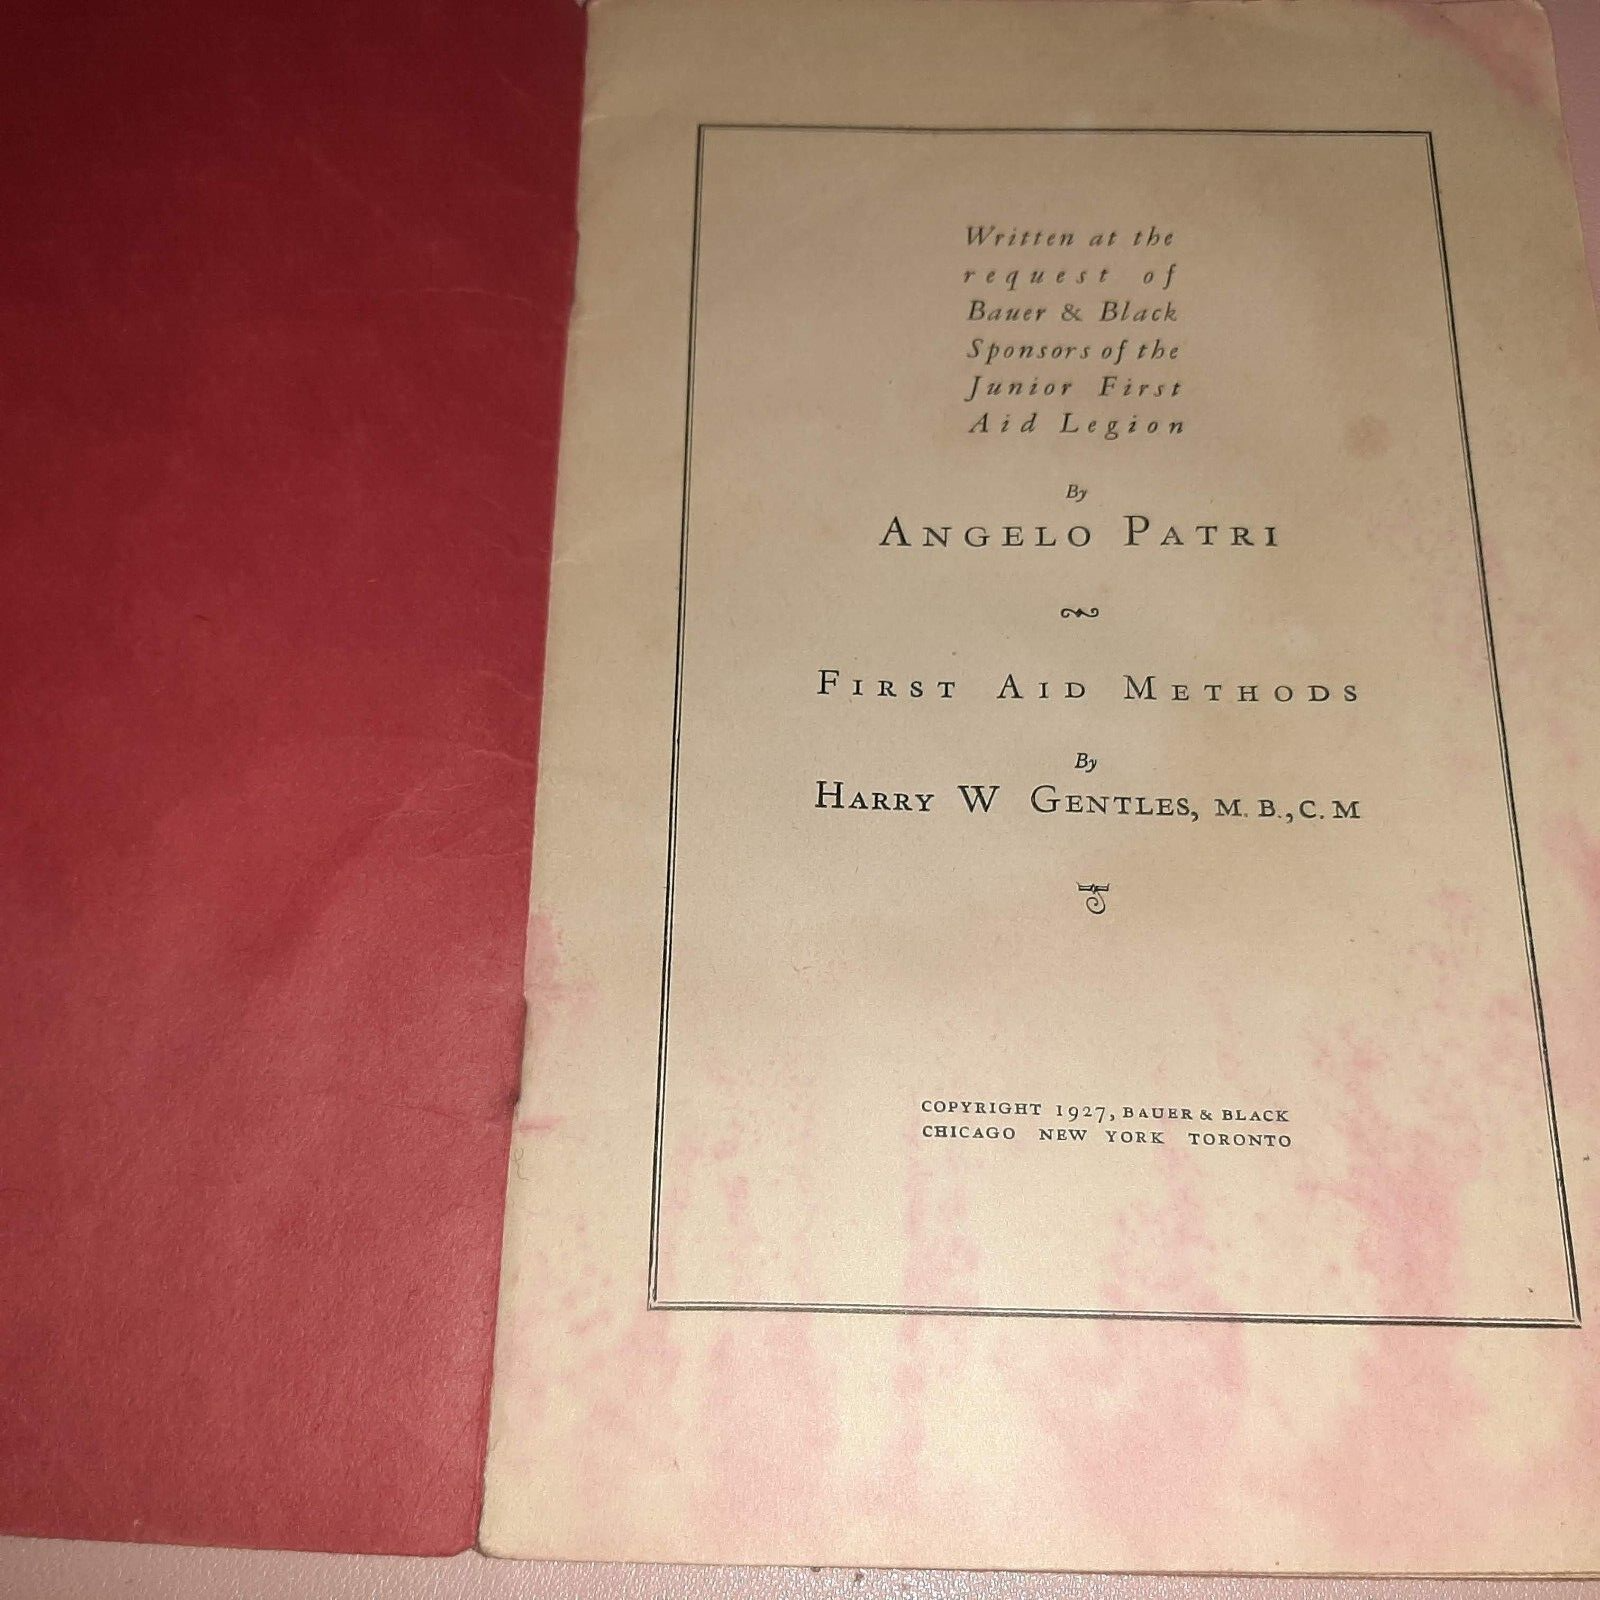 Written at the
request of
Bauer & Black
Sponsors of the
Junior First
Aid Legion
By
ANGELO PATRI
FIRST AID METHODS
By
HARRY W GENTLES, M. B., C. M
COPYRIGHT 1927, BAUER & BLACK
CHICAGO NEW YORK TORONTO